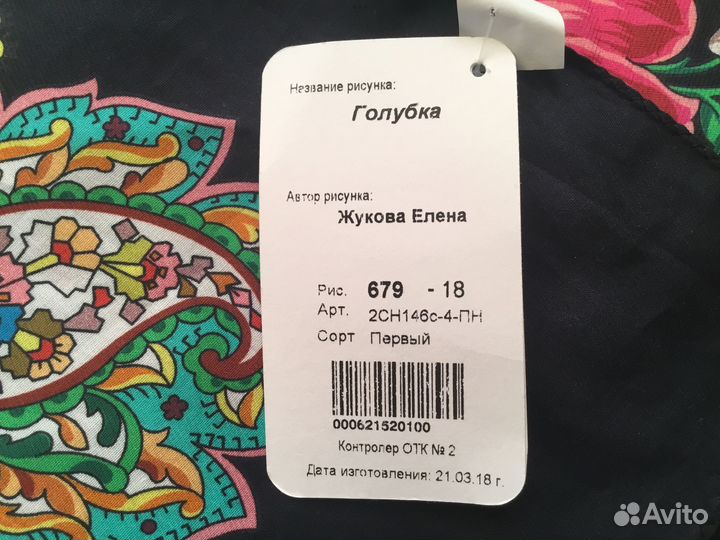 Название рисунка:
Голубка
Автор рисунка:
Жукова Елена
Рис. 679 - 18
Арт. 2СН146с-4-ПН
Сорт Первый
000621520100
Контролер ОТК № 2
Дата изготовления: 21.03.18 г.
Avito